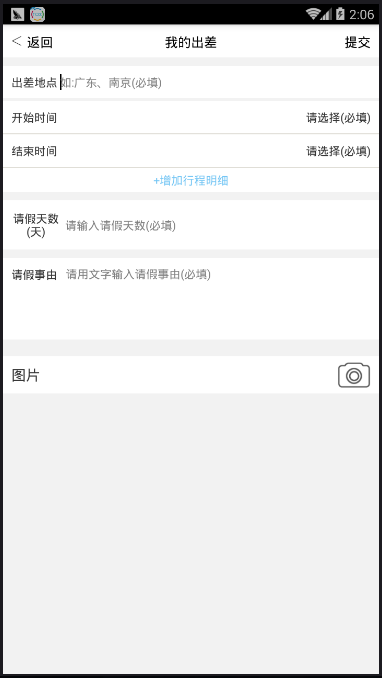 2:06
< 返回 我的出差 提交
出差地点 如:广东、南京(必填)
开始时间 请选择(必填)
结束时间 请选择(必填)
+增加行程明细
请假天数
(天) 请输入请假天数(必填)
请假事由 请用文字输入请假事由(必填)
图片